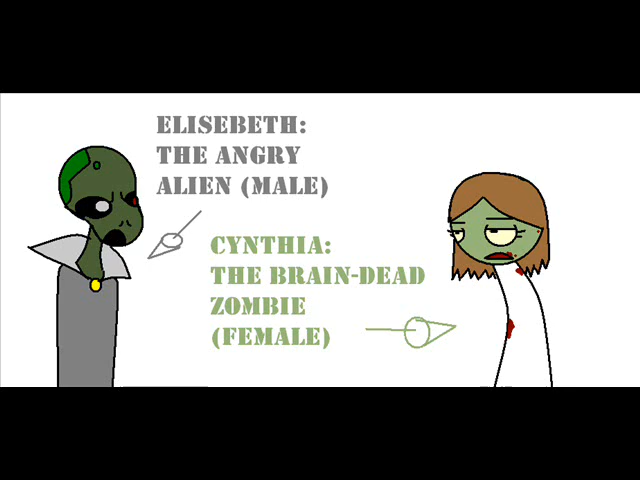 ELISEBETH:
THE ANGRY
ALIEN (MALE)
CYNTHIA:
THE BRAIN-DEAD
ZOMBIE
(FEMALE)